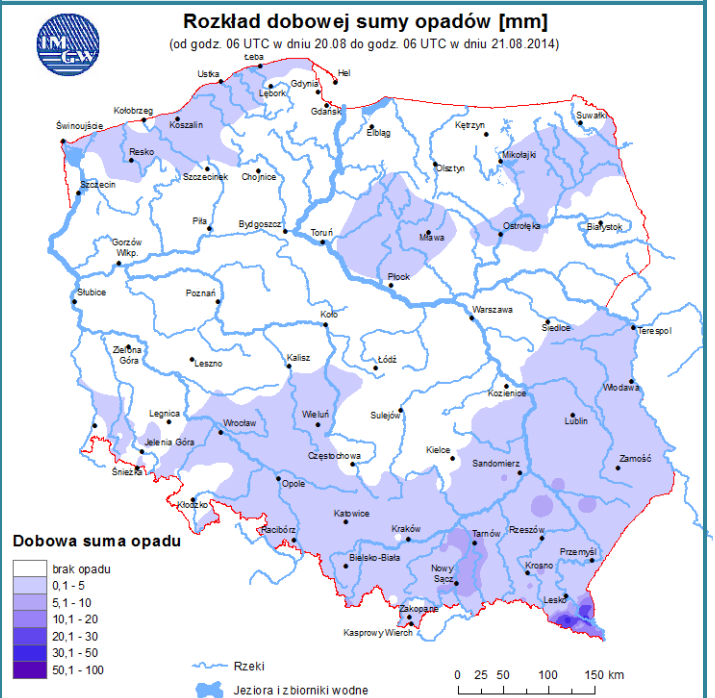 Rozkład dobowej sumy opadów [mm]
(od godz. 06 UTC w dniu 20.08 do godz. 06 UTC w dniu 21.08.2014)
IM
GW
Łeba
Ustka
Hel
Lębork
Gdynia
Gdańsk
Kołobrzeg
Koszalin
Świnoujście
Elbląg
Kętrzyn
Suwałki
Resko
Szczecinek
Chojnice
Olsztyn
Mikołajki
Szczecin
Piła
Bydgoszcz
Toruń
Mława
Ostrołęka
Białystok
Gorzów
Wlkp.
Płock
Słubice
Poznań
Koło
Warszawa
Siedlce
Terespol
Zielona
Góra
Leszno
Kalisz
Łódź
Kozienice
Włodawa
Legnica
Wrocław
Wieluń
Sulejów
Lublin
Jelenia Góra
Śnieżka
Częstochowa
Kielce
Sandomierz
Zamość
Kłodzko
Opole
Katowice
Racibórz
Kraków
Tarnów
Rzeszów
Bielsko-Biała
Nowy
Sącz
Krosno
Przemyśl
Lesko
Zakopane
Kasprowy Wierch
Dobowa suma opadu
brak opadu
0,1 - 5
5,1 - 10
10,1 - 20
20,1 - 30
30,1 - 50
50,1 - 100
Rzeki
Jeziora i zbiorniki wodne
0 25 50 100 150 km